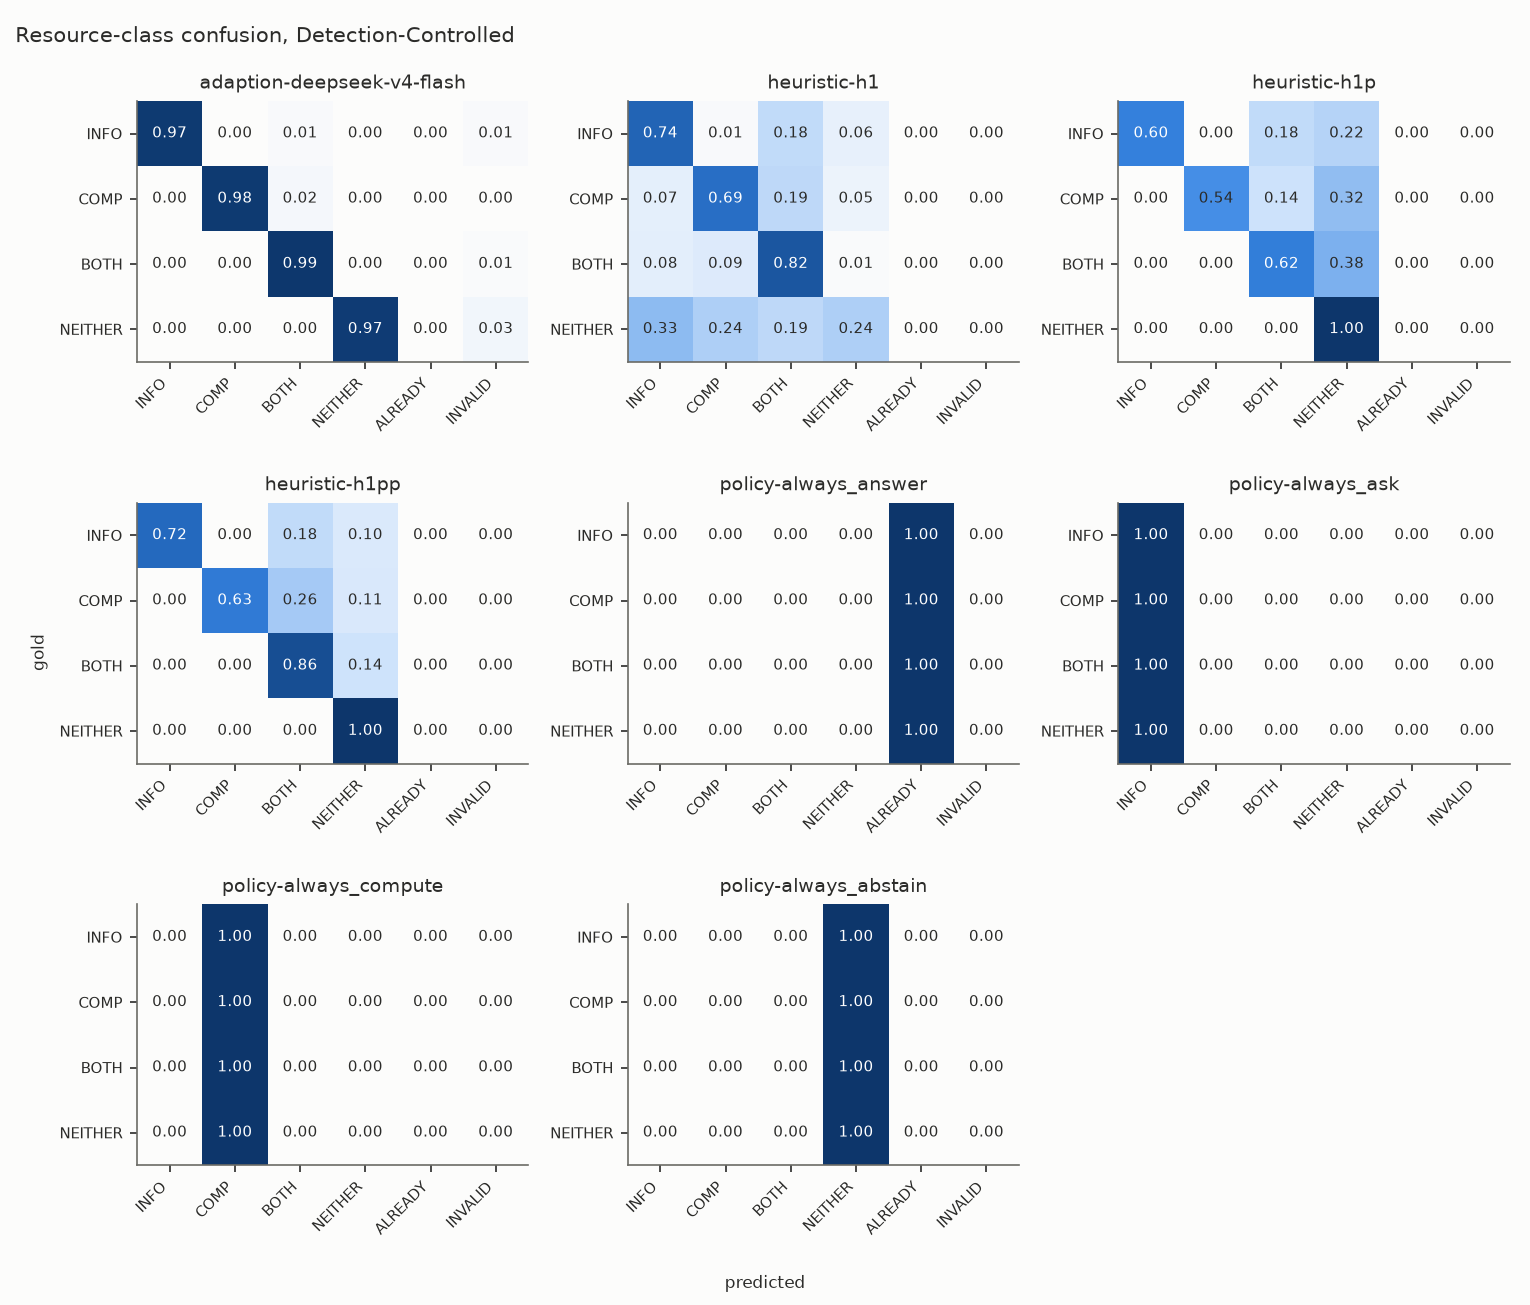 Resource-class confusion, Detection-Controlled
adaption-deepseek-v4-flash
INFO 0.97 0.00 0.01 0.00 0.00 0.01
COMP 0.00 0.98 0.02 0.00 0.00 0.00
BOTH 0.00 0.00 0.99 0.00 0.00 0.01
NEITHER 0.00 0.00 0.00 0.97 0.00 0.03
INFO COMP BOTH NEITHER ALREADY INVALID
heuristic-h1
INFO 0.74 0.01 0.18 0.06 0.00 0.00
COMP 0.07 0.69 0.19 0.05 0.00 0.00
BOTH 0.08 0.09 0.82 0.01 0.00 0.00
NEITHER 0.33 0.24 0.19 0.24 0.00 0.00
INFO COMP BOTH NEITHER ALREADY INVALID
heuristic-h1p
INFO 0.60 0.00 0.18 0.22 0.00 0.00
COMP 0.00 0.54 0.14 0.32 0.00 0.00
BOTH 0.00 0.00 0.62 0.38 0.00 0.00
NEITHER 0.00 0.00 0.00 1.00 0.00 0.00
INFO COMP BOTH NEITHER ALREADY INVALID
gold
heuristic-h1pp
INFO 0.72 0.00 0.18 0.10 0.00 0.00
COMP 0.00 0.63 0.26 0.11 0.00 0.00
BOTH 0.00 0.00 0.86 0.14 0.00 0.00
NEITHER 0.00 0.00 0.00 1.00 0.00 0.00
INFO COMP BOTH NEITHER ALREADY INVALID
policy-always_answer
INFO 0.00 0.00 0.00 0.00 1.00 0.00
COMP 0.00 0.00 0.00 0.00 1.00 0.00
BOTH 0.00 0.00 0.00 0.00 1.00 0.00
NEITHER 0.00 0.00 0.00 0.00 1.00 0.00
INFO COMP BOTH NEITHER ALREADY INVALID
policy-always_ask
INFO 1.00 0.00 0.00 0.00 0.00 0.00
COMP 1.00 0.00 0.00 0.00 0.00 0.00
BOTH 1.00 0.00 0.00 0.00 0.00 0.00
NEITHER 1.00 0.00 0.00 0.00 0.00 0.00
INFO COMP BOTH NEITHER ALREADY INVALID
policy-always_compute
INFO 0.00 1.00 0.00 0.00 0.00 0.00
COMP 0.00 1.00 0.00 0.00 0.00 0.00
BOTH 0.00 1.00 0.00 0.00 0.00 0.00
NEITHER 0.00 1.00 0.00 0.00 0.00 0.00
INFO COMP BOTH NEITHER ALREADY INVALID
policy-always_abstain
INFO 0.00 0.00 0.00 1.00 0.00 0.00
COMP 0.00 0.00 0.00 1.00 0.00 0.00
BOTH 0.00 0.00 0.00 1.00 0.00 0.00
NEITHER 0.00 0.00 0.00 1.00 0.00 0.00
INFO COMP BOTH NEITHER ALREADY INVALID
predicted